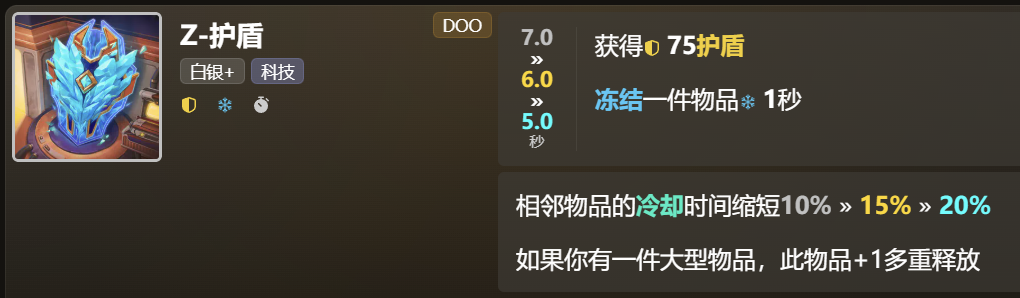 Z-护盾
DOO
白银+
科技
7.0
»
6.0
»
5.0
秒
获得 75护盾
冻结一件物品 1秒
相邻物品的冷却时间缩短10% » 15% » 20%
如果你有一件大型物品，此物品+1多重释放